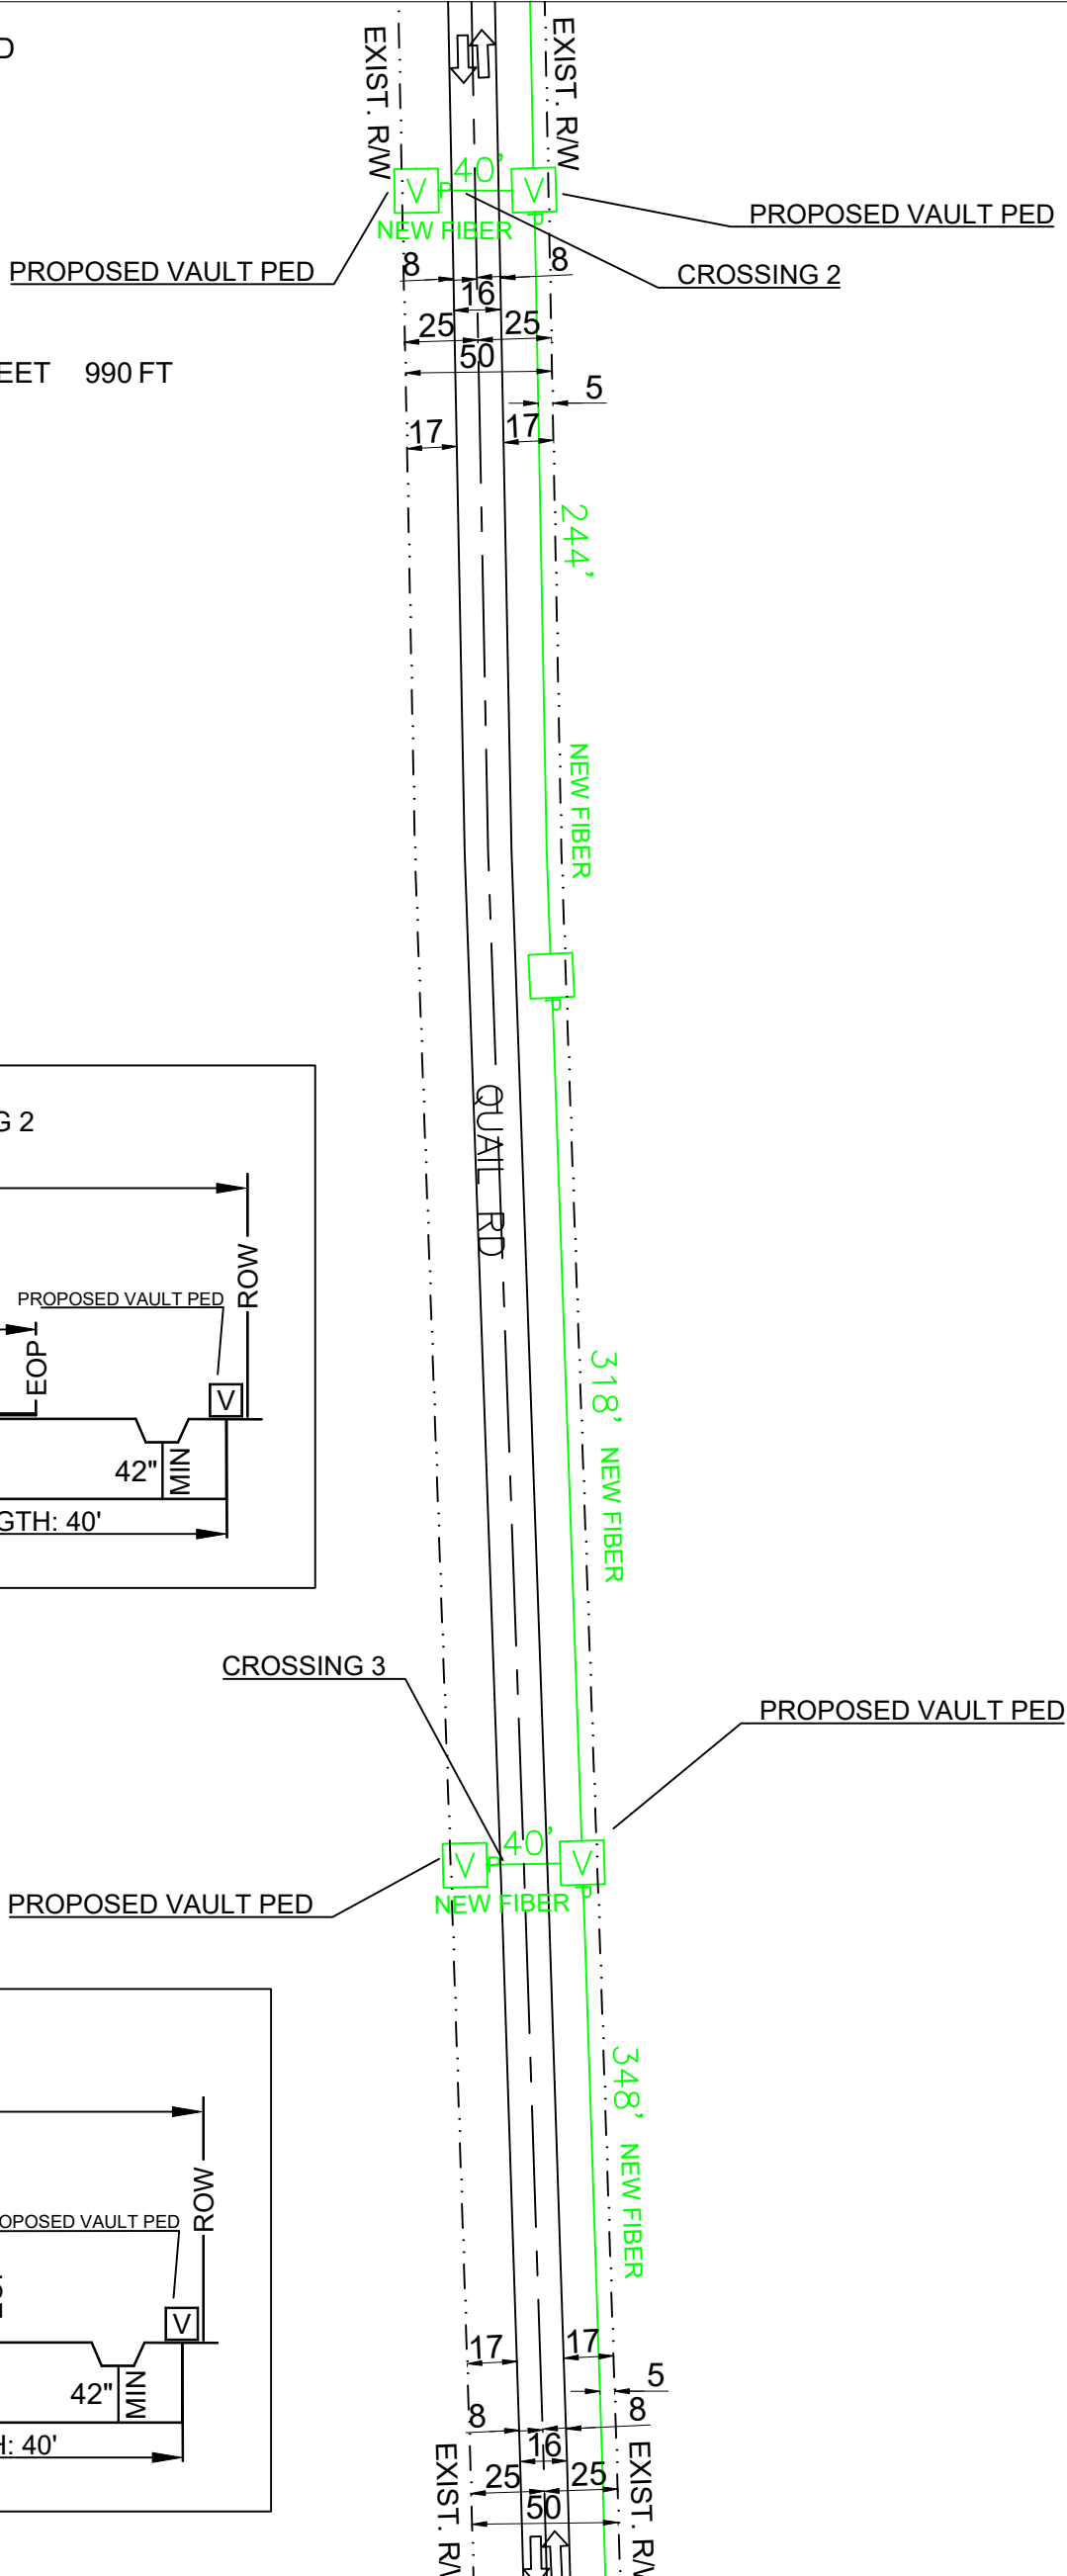 D
EXIST. R/W
EXIST. R/W
40'
V
P
V
P
NEW FIBER
PROPOSED VAULT PED
PROPOSED VAULT PED
CROSSING 2
8
8
16
25
25
50
EET 990 FT
5
17
17
244'
NEW FIBER
P
QUAIL RD
G 2
ROW
PROPOSED VAULT PED
EOP
V
42"
MIN
GTH: 40'
318' NEW FIBER
CROSSING 3
PROPOSED VAULT PED
40'
V
P
V
P
NEW FIBER
PROPOSED VAULT PED
348' NEW FIBER
ROW
OPOSED VAULT PED
V
42"
MIN
H: 40'
17
17
5
8
8
16
25
25
50
EXIST. R/W
EXIST. R/W